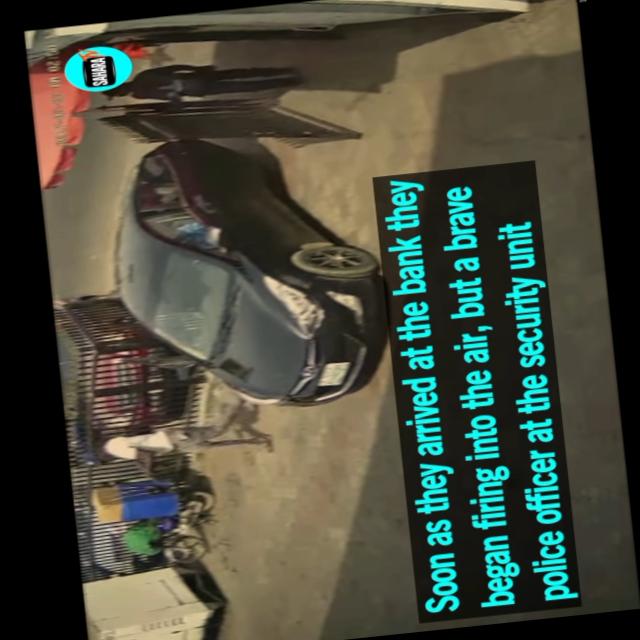 SAHARA
Soon as they arrived at the bank they
began firing into the air, but a brave
police officer at the security unit